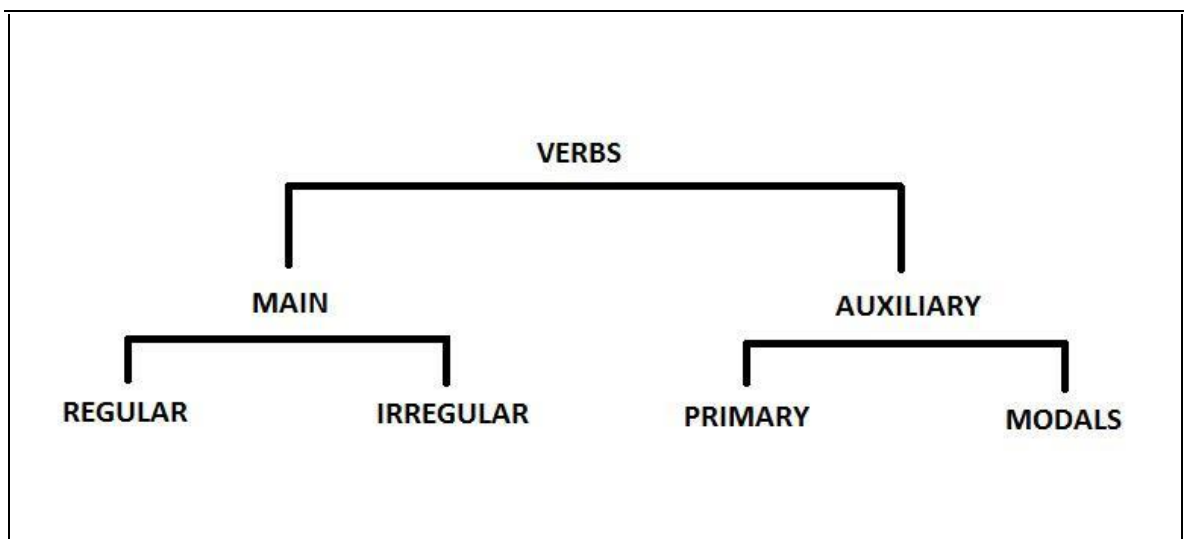 VERBS
MAIN
AUXILIARY
REGULAR
IRREGULAR
PRIMARY
MODALS